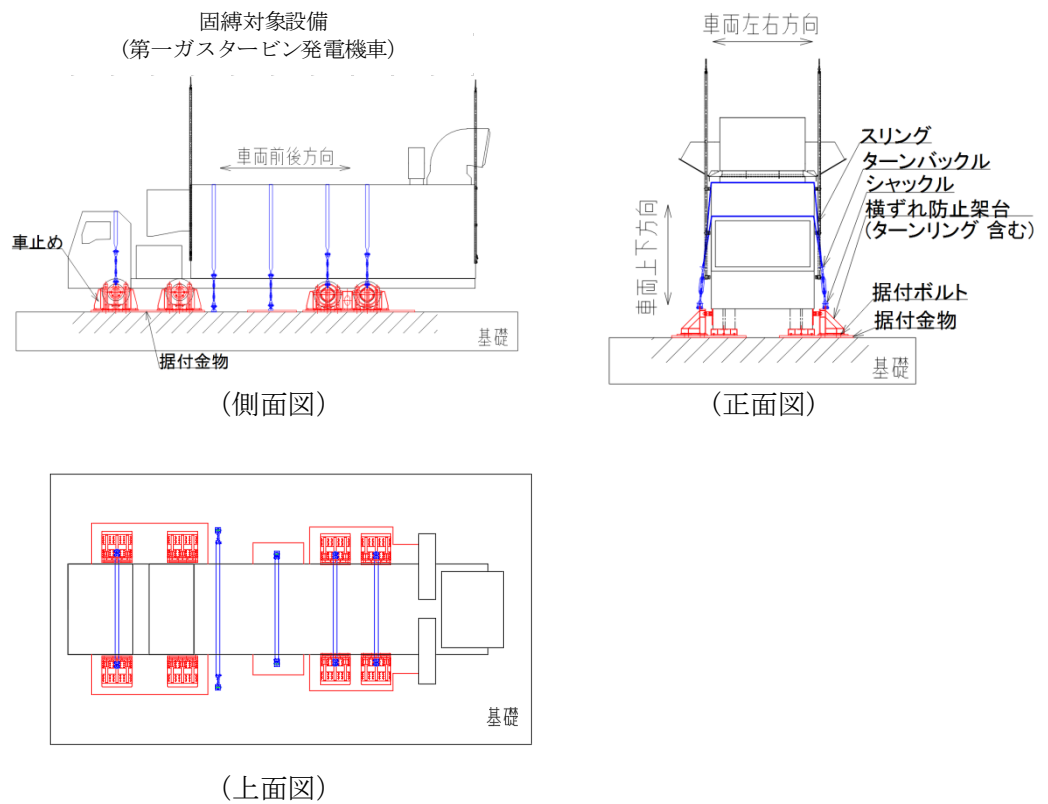 固縛対象設備
（第一ガスタービン発電機車）
車両前後方向
車止め
基礎
据付金物
（側面図）
車両左右方向
車両上下方向
スリング
ターンバックル
シャックル
横ずれ防止架台
(ターンリング 含む)
据付ボルト
据付金物
基礎
（正面図）
基礎
（上面図）